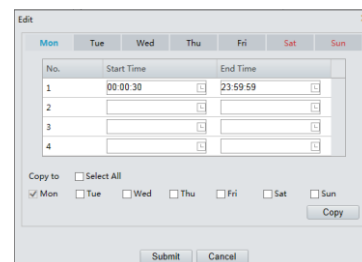 Edit
Mon Tue Wed Thu Fri Sat Sun
No. Start Time End Time
1 00:00:30 23:59:59
2
3
4
Copy to Select All
Mon Tue Wed Thu Fri Sat Sun
Copy
Submit Cancel